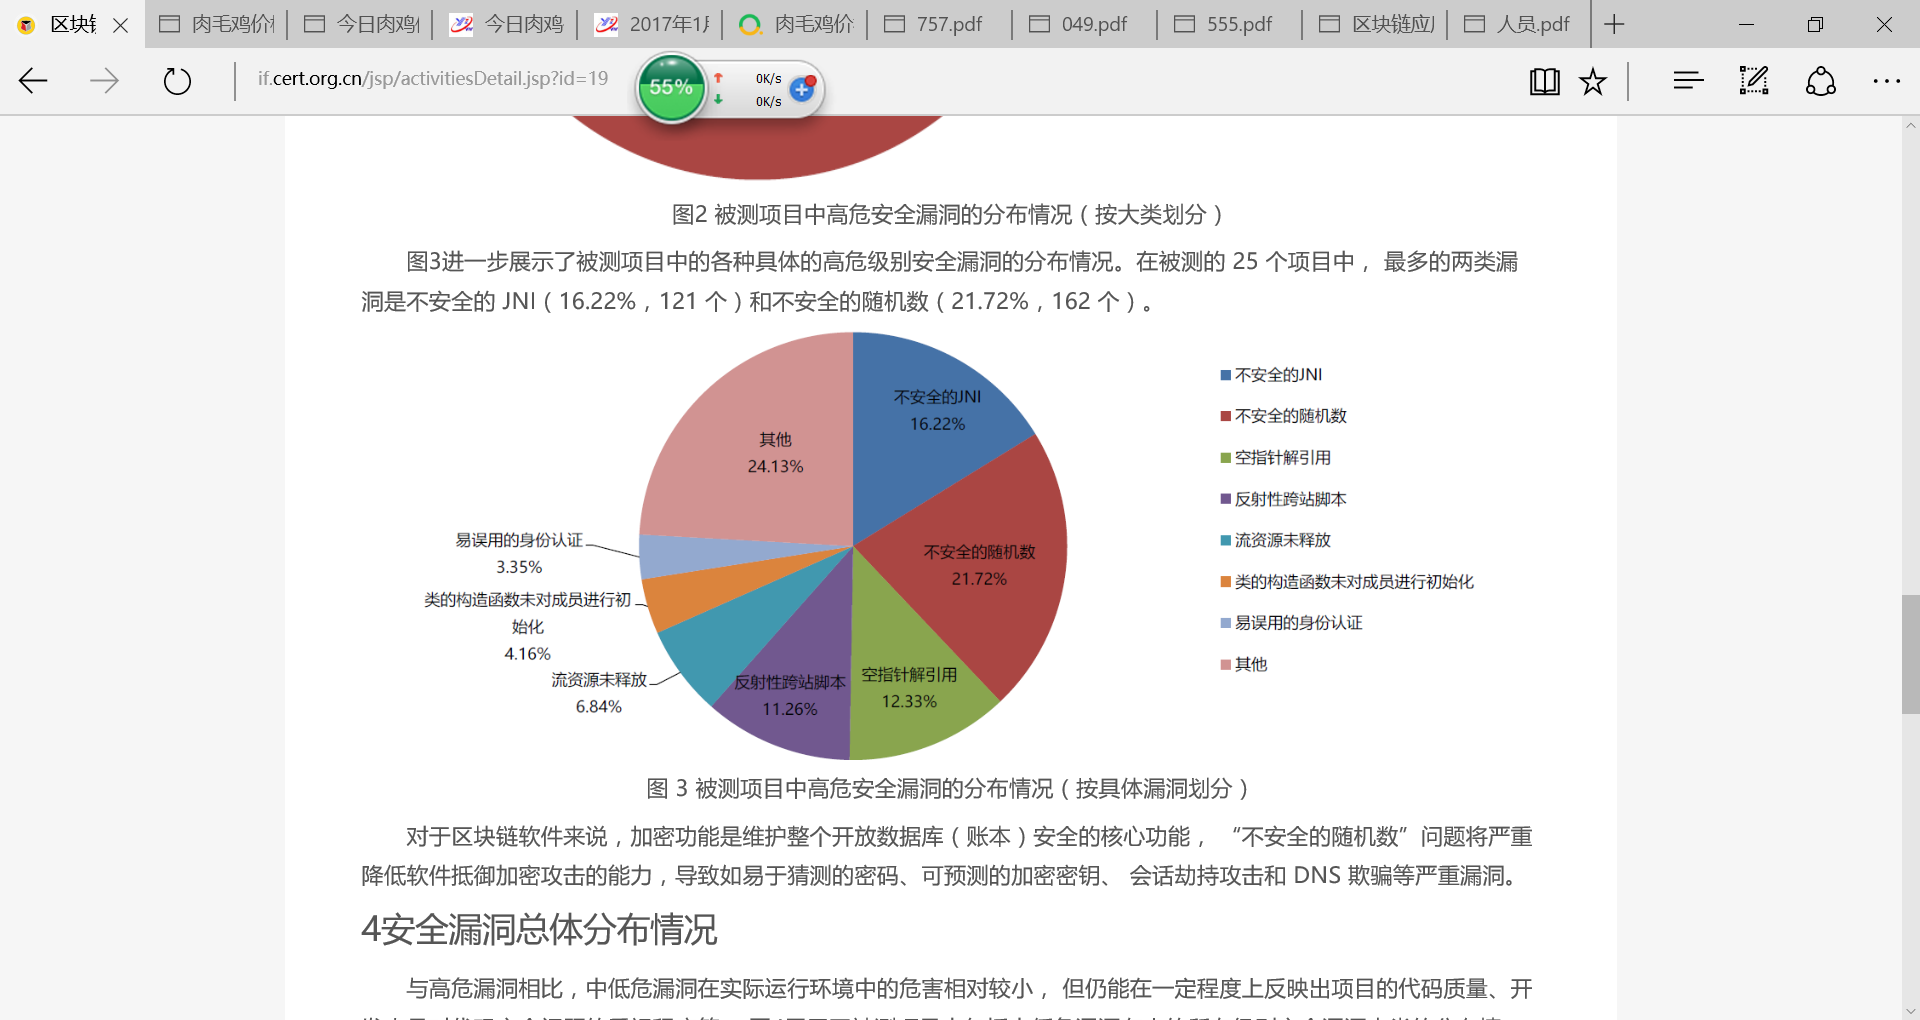 区块链
肉毛鸡价格
今日肉鸡价
今日肉鸡
2017年1月
肉毛鸡价
757.pdf
049.pdf
555.pdf
区块链应用
人员.pdf
if.cert.org.cn/jsp/activitiesDetail.jsp?id=19
55%
0K/s
0K/s
图2 被测项目中高危安全漏洞的分布情况（按大类划分）
图3进一步展示了被测项目中的各种具体的高危级别安全漏洞的分布情况。在被测的 25 个项目中，最多的两类漏
洞是不安全的 JNI（16.22%，121 个）和不安全的随机数（21.72%，162 个）。
不安全的JNI
16.22%
其他
24.13%
易误用的身份认证
3.35%
不安全的随机数
21.72%
类的构造函数未对成员进行初
始化
4.16%
流资源未释放
6.84%
反射性跨站脚本
11.26%
空指针解引用
12.33%
不安全的JNI
不安全的随机数
空指针解引用
反射性跨站脚本
流资源未释放
类的构造函数未对成员进行初始化
易误用的身份认证
其他
图 3 被测项目中高危安全漏洞的分布情况（按具体漏洞划分）
对于区块链软件来说，加密功能是维护整个开放数据库（账本）安全的核心功能，“不安全的随机数”问题将严重
降低软件抵御加密攻击的能力，导致如易于猜测的密码、可预测的加密密钥、会话劫持攻击和 DNS 欺骗等严重漏洞。
4安全漏洞总体分布情况
与高危漏洞相比，中低危漏洞在实际运行环境中的危害相对较小，但仍能在一定程度上反映出项目的代码质量、开